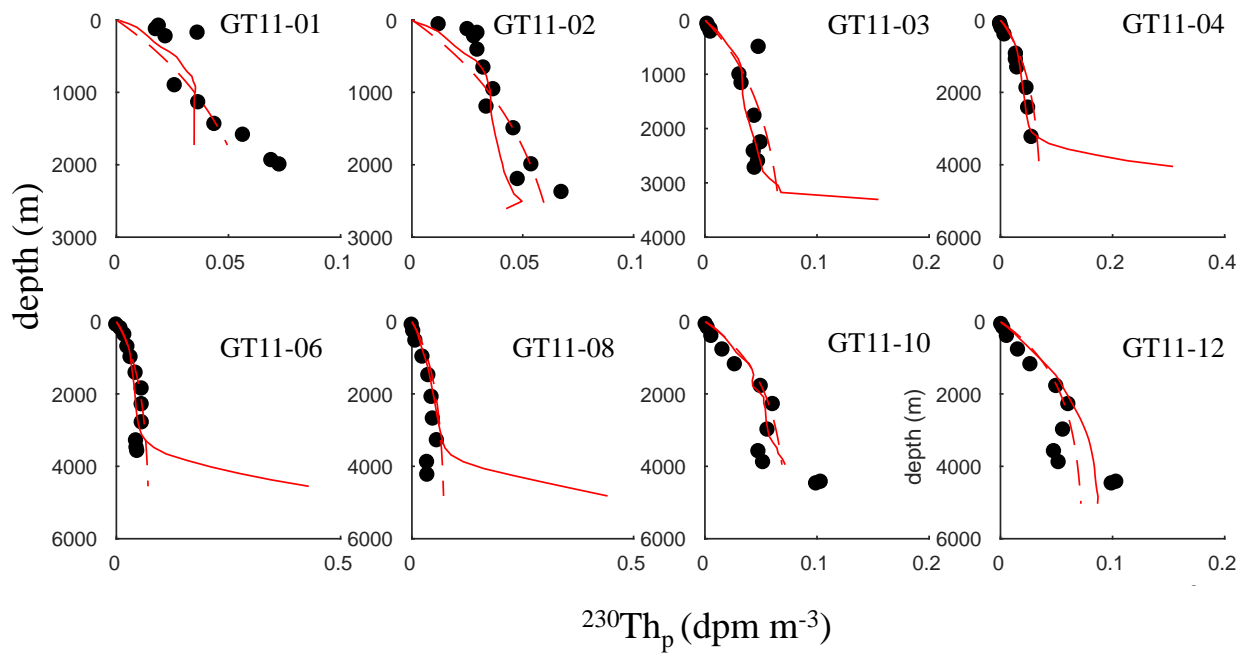 GT11-01 GT11-02 GT11-03 GT11-04
0 0 0 0
1000 1000 1000 2000
2000 2000 2000 4000
3000 3000 3000 6000
4000
0 0.05 0.1 0 0.05 0.1 0 0.1 0.2 0 0.2 0.4
depth (m)
GT11-06 GT11-08 GT11-10 GT11-12
0 0 0 0
2000 2000 2000 2000
depth (m)
4000 4000 4000 4000
6000 6000 6000 6000
0 0.5 0 0.5 0 0.1 0.2 0 0.1 0.2
²³⁰Thₚ (dpm m⁻³)